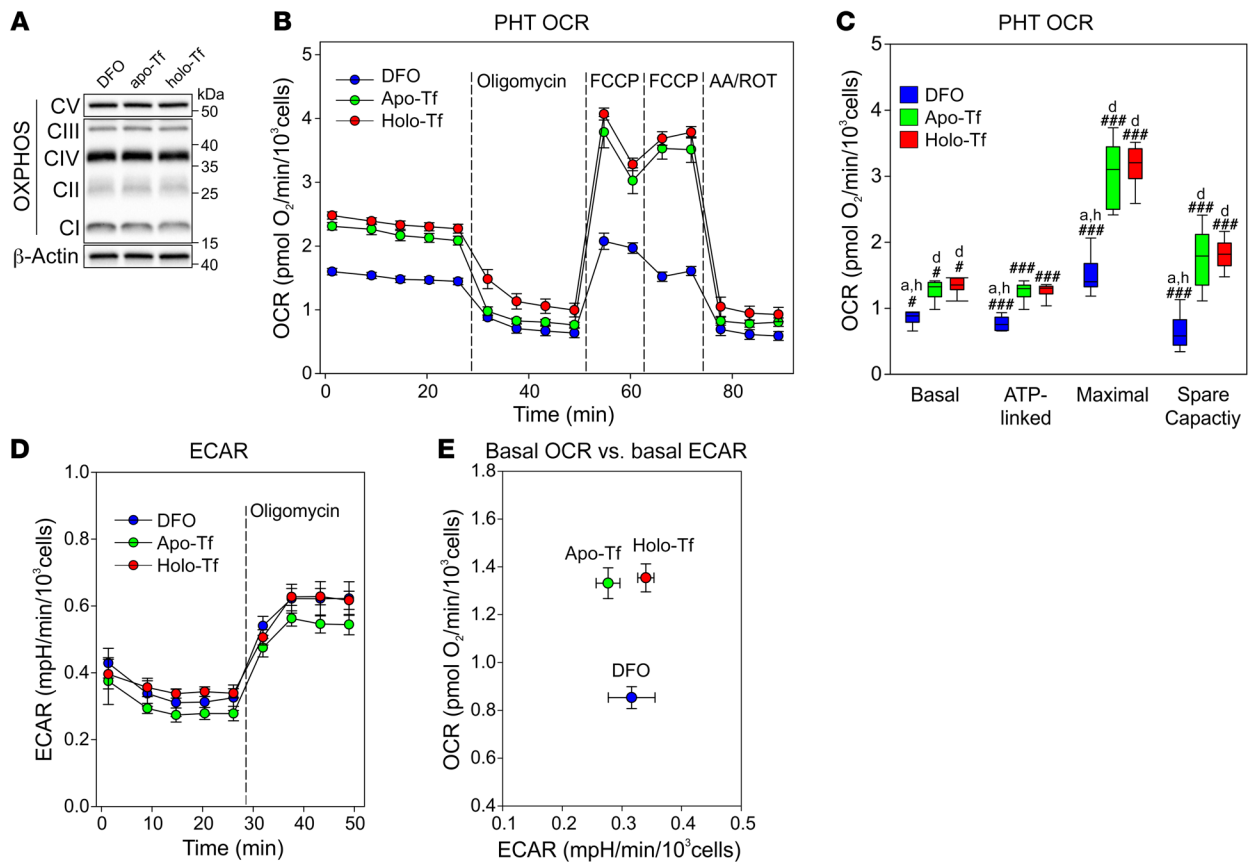 A
DFO
apo-Tf
holo-Tf
kDa
OXPHOS
CV
50
CIII
40
CIV
35
CII
25
CI
15
β-Actin
40
B
PHT OCR
OCR (pmol O2/min/10³cells)
5
4
3
2
1
0
DFO
Apo-Tf
Holo-Tf
Oligomycin
FCCP
FCCP
AA/ROT
0
20
40
60
80
Time (min)
C
PHT OCR
OCR (pmol O2/min/10³cells)
5
4
3
2
1
0
DFO
Apo-Tf
Holo-Tf
a,h
#
d
#
d
#
a,h
###
###
###
a,h
###
d
###
d
###
a,h
###
d
###
d
###
Basal
ATP-
linked
Maximal
Spare
Capactiy
D
ECAR
ECAR (mpH/min/10³cells)
1.0
0.8
0.6
0.4
0.2
0.0
DFO
Apo-Tf
Holo-Tf
Oligomycin
0
10
20
30
40
50
Time (min)
E
Basal OCR vs. basal ECAR
OCR (pmol O2/min/10³cells)
1.8
1.6
1.4
1.2
1.0
0.8
0.6
0.4
Apo-Tf
Holo-Tf
DFO
0.1
0.2
0.3
0.4
0.5
ECAR (mpH/min/10³cells)